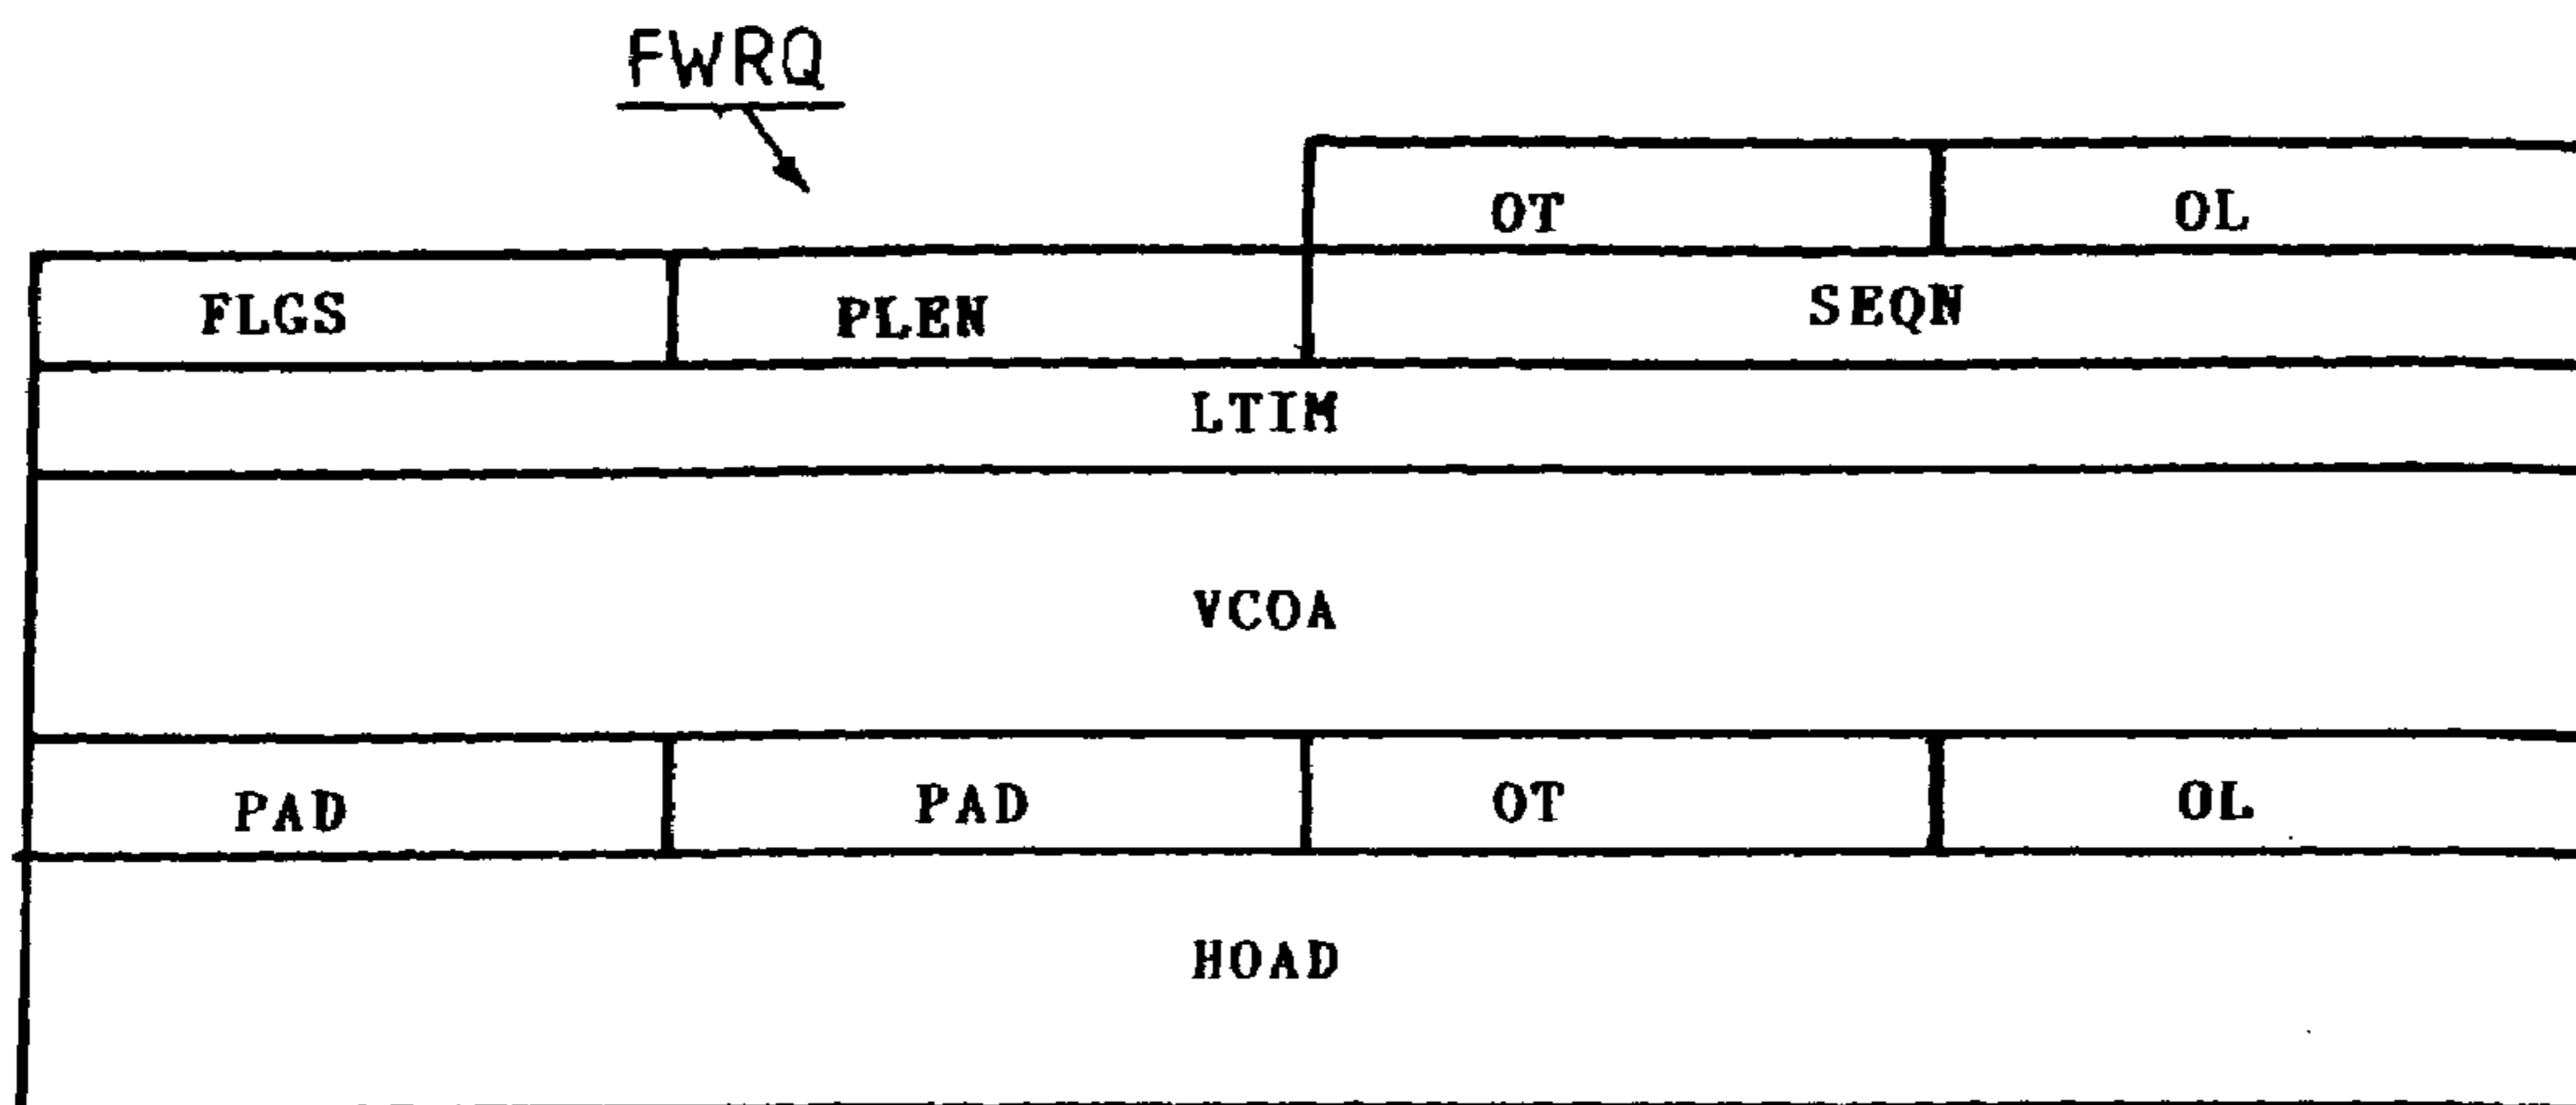 FWRQ
OT OL
FLGS PLEN SEQN
LTIM
VCOA
PAD PAD OT OL
HOAD